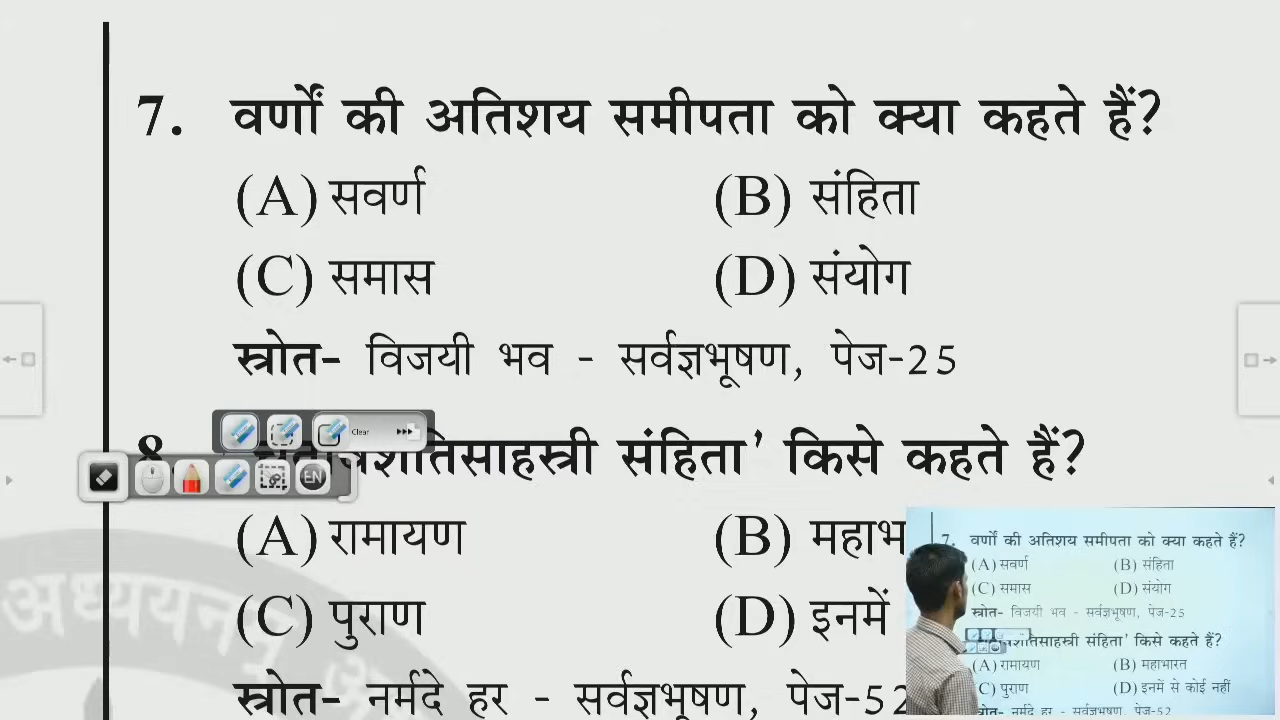 7. वर्णों की अतिशय समीपता को क्या कहते हैं?
(A) सवर्ण (B) संहिता
(C) समास (D) संयोग
स्त्रोत- विजयी भव - सर्वज्ञभूषण, पेज-25
Clear
8. संहिता' किसे कहते हैं?
EN
(A) रामायण (B) महाभ
(C) पुराण (D) इनमें
स्त्रोत- नर्मदे हर - सर्वज्ञभूषण, पेज-52
अध्ययनम्
7. वर्णों की अतिशय समीपता को क्या कहते हैं?
(A) सवर्ण (B) संहिता
(C) समास (D) संयोग
स्त्रोत- विजयी भव - सर्वज्ञभूषण, पेज-25
संहिता' किसे कहते हैं?
(A) रामायण (B) महाभारत
(C) पुराण (D) इनमें से कोई नहीं
स्त्रोत- नर्मदे हर - सर्वज्ञभूषण, पेज-52